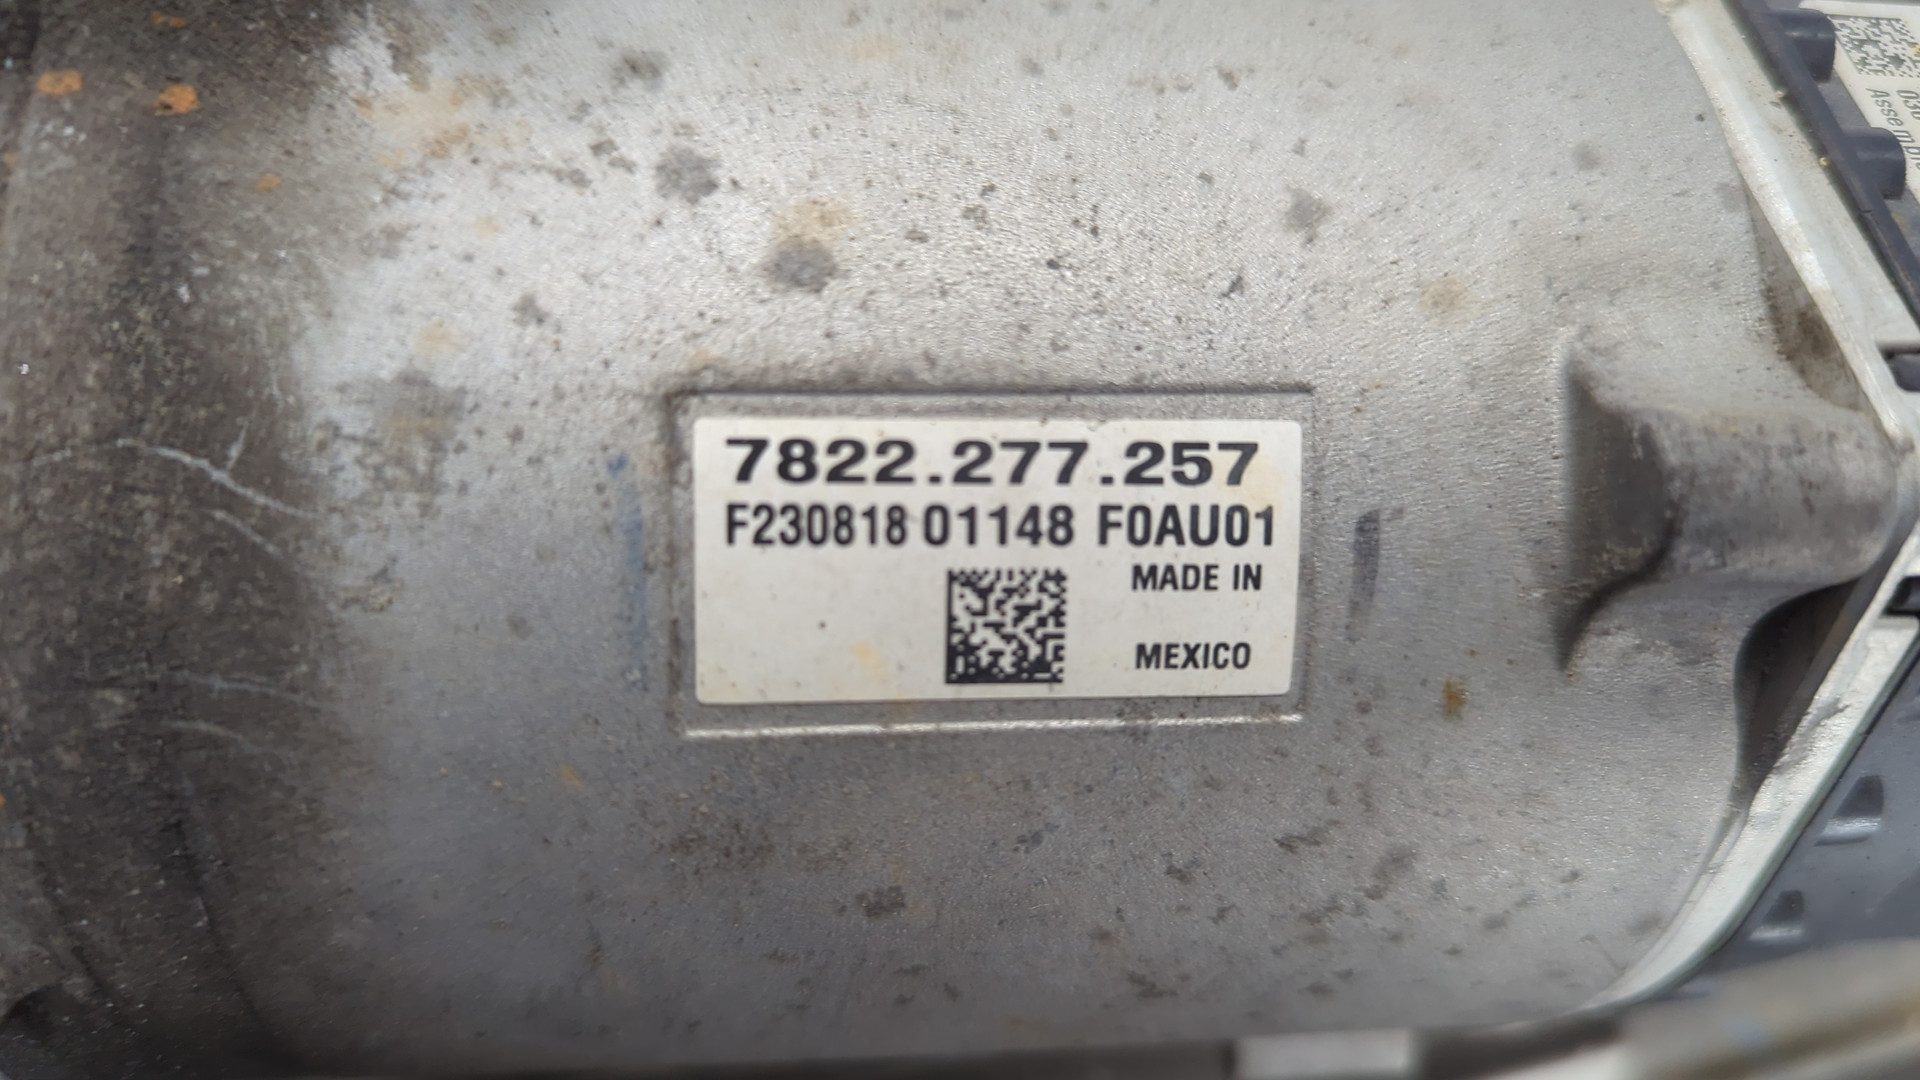 7822.277.257
F230818 01148 F0AU01
MADE IN
MEXICO